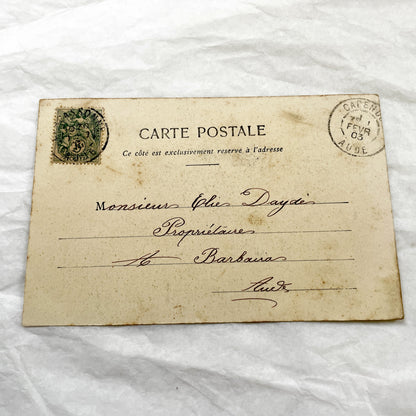 CARTE POSTALE
Ce côté est exclusivement réservé à l'adresse
Monsieur Elie Daydé
Propriétaire
A Barbaira
Aude
FEVR
03
AUDE